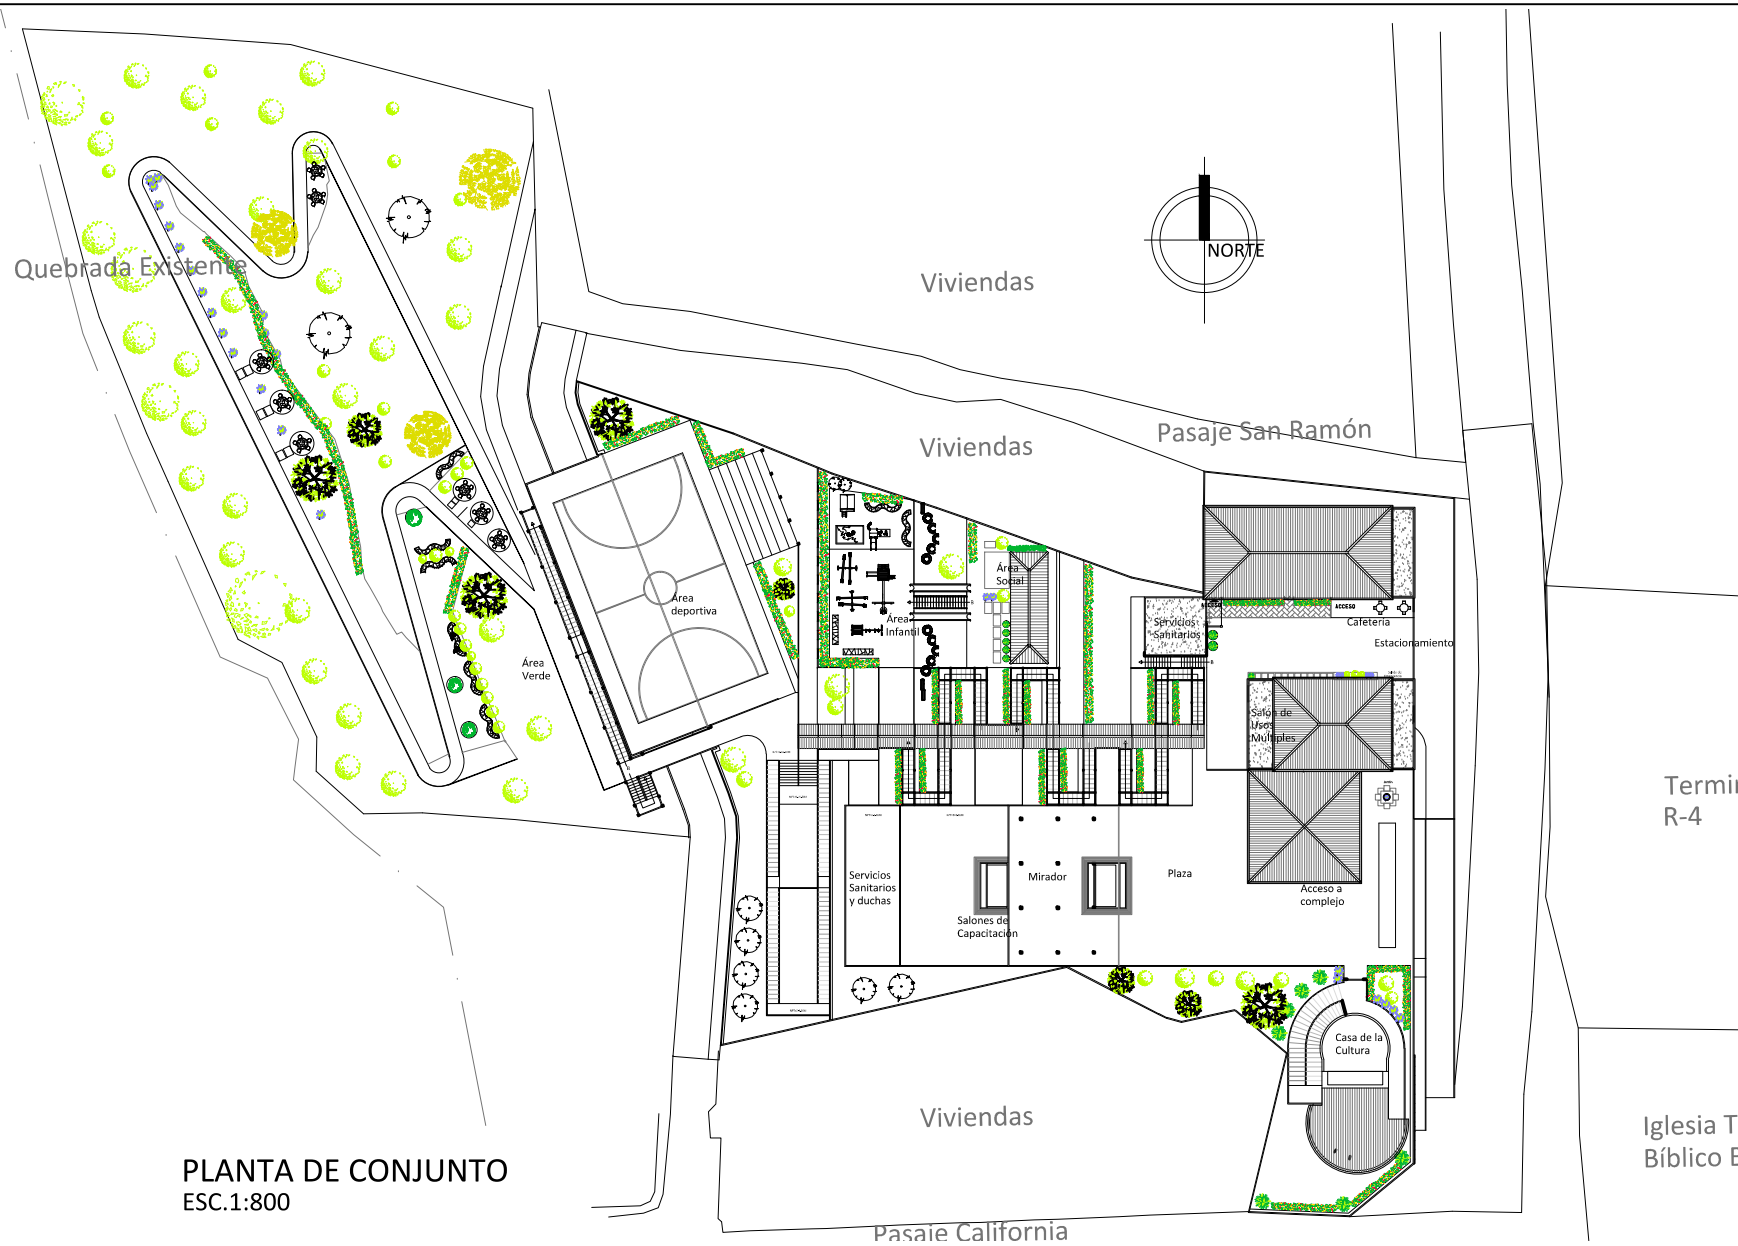 Quebrada Existente
Viviendas
NORTE
Viviendas
Pasaje San Ramón
Área
Social
Área
deportiva
Área
Infantil
Servicios
Sanitarios
ACCESO
Cafetería
Estacionamiento
Área
Verde
Salón de
Usos
Múltiples
Termin
R-4
Servicios
Sanitarios
y duchas
Mirador
Plaza
Acceso a
complejo
Salones de
Capacitación
Casa de la
Cultura
Viviendas
Iglesia T
Bíblico E
PLANTA DE CONJUNTO
ESC.1:800
Pasaje California